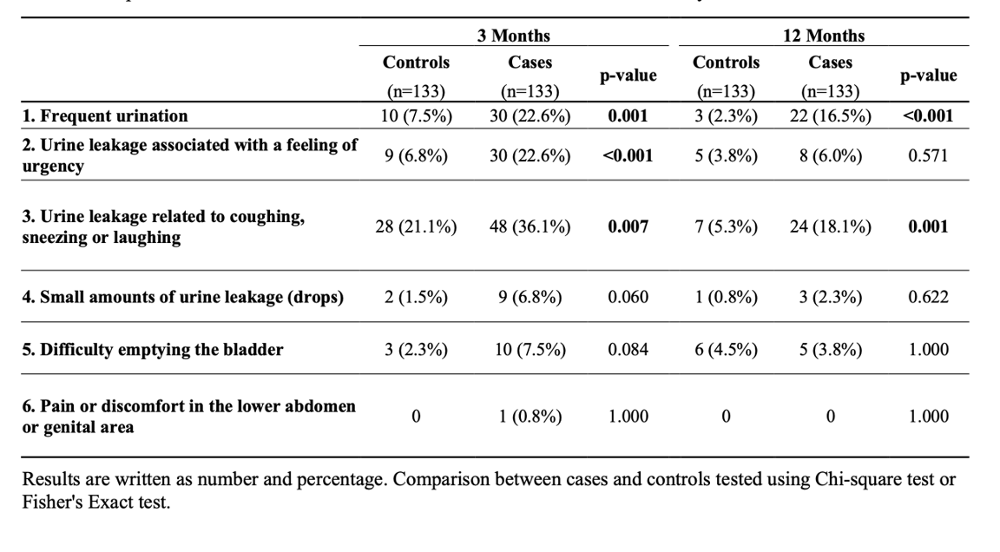 3 Months 12 Months
Controls Cases p-value Controls Cases p-value
(n=133) (n=133) (n=133) (n=133)
1. Frequent urination 10 (7.5%) 30 (22.6%) 0.001 3 (2.3%) 22 (16.5%) <0.001
2. Urine leakage associated with a feeling of
urgency 9 (6.8%) 30 (22.6%) <0.001 5 (3.8%) 8 (6.0%) 0.571
3. Urine leakage related to coughing,
sneezing or laughing 28 (21.1%) 48 (36.1%) 0.007 7 (5.3%) 24 (18.1%) 0.001
4. Small amounts of urine leakage (drops) 2 (1.5%) 9 (6.8%) 0.060 1 (0.8%) 3 (2.3%) 0.622
5. Difficulty emptying the bladder 3 (2.3%) 10 (7.5%) 0.084 6 (4.5%) 5 (3.8%) 1.000
6. Pain or discomfort in the lower abdomen
or genital area 0 1 (0.8%) 1.000 0 0 1.000
Results are written as number and percentage. Comparison between cases and controls tested using Chi-square test or
Fisher's Exact test.